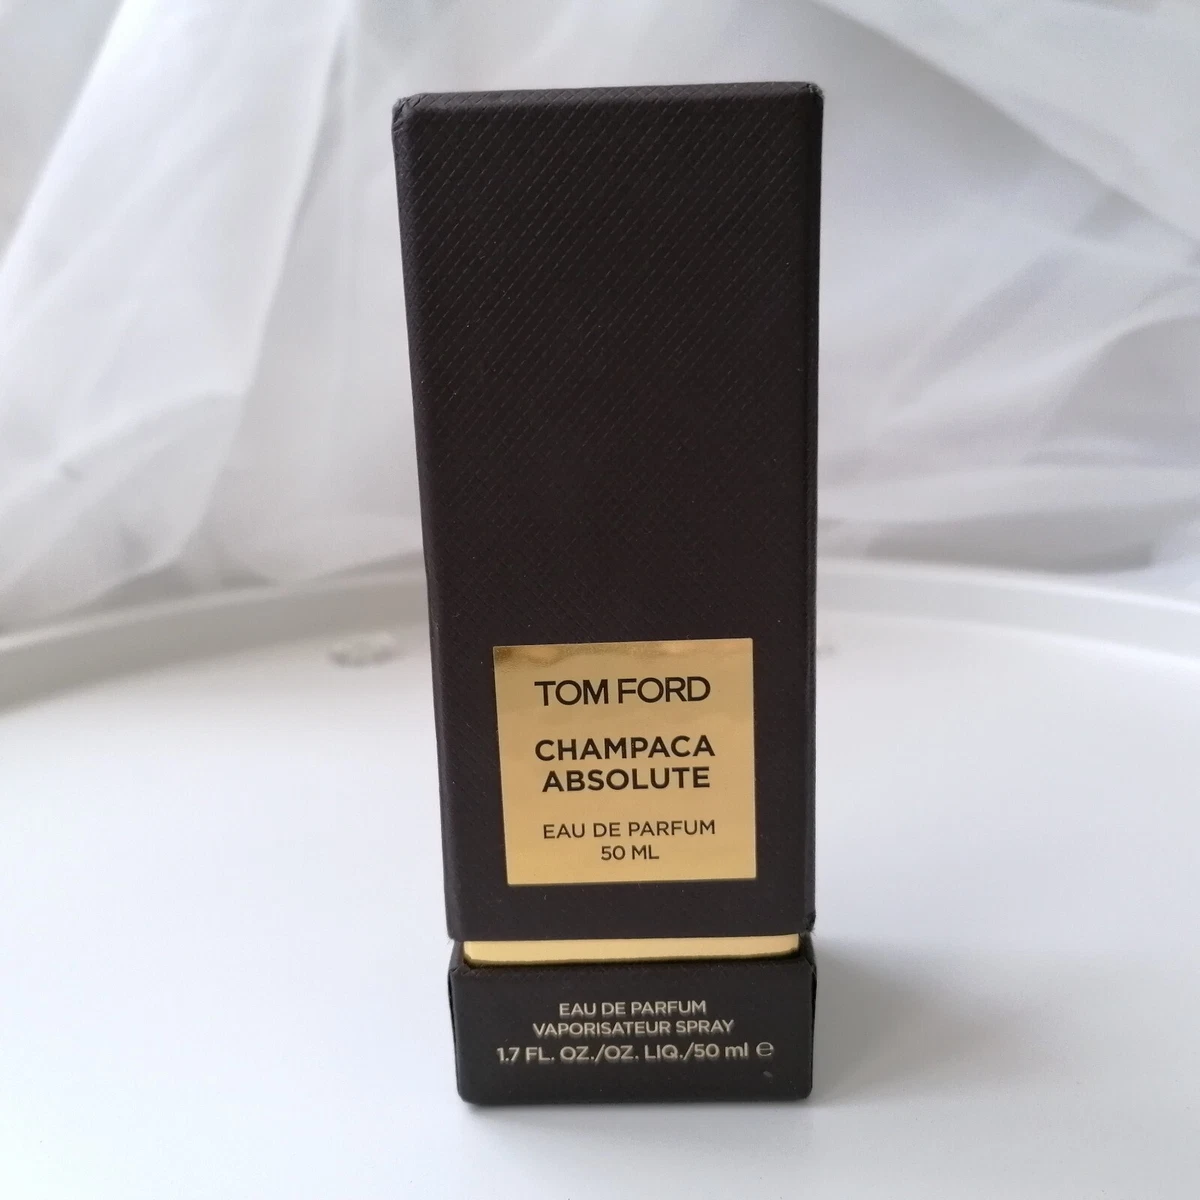 TOM FORD
CHAMPACA
ABSOLUTE
EAU DE PARFUM
50 ML
EAU DE PARFUM
VAPORISATEUR SPRAY
1.7 FL. OZ./OZ. LIQ./50 ml ℮